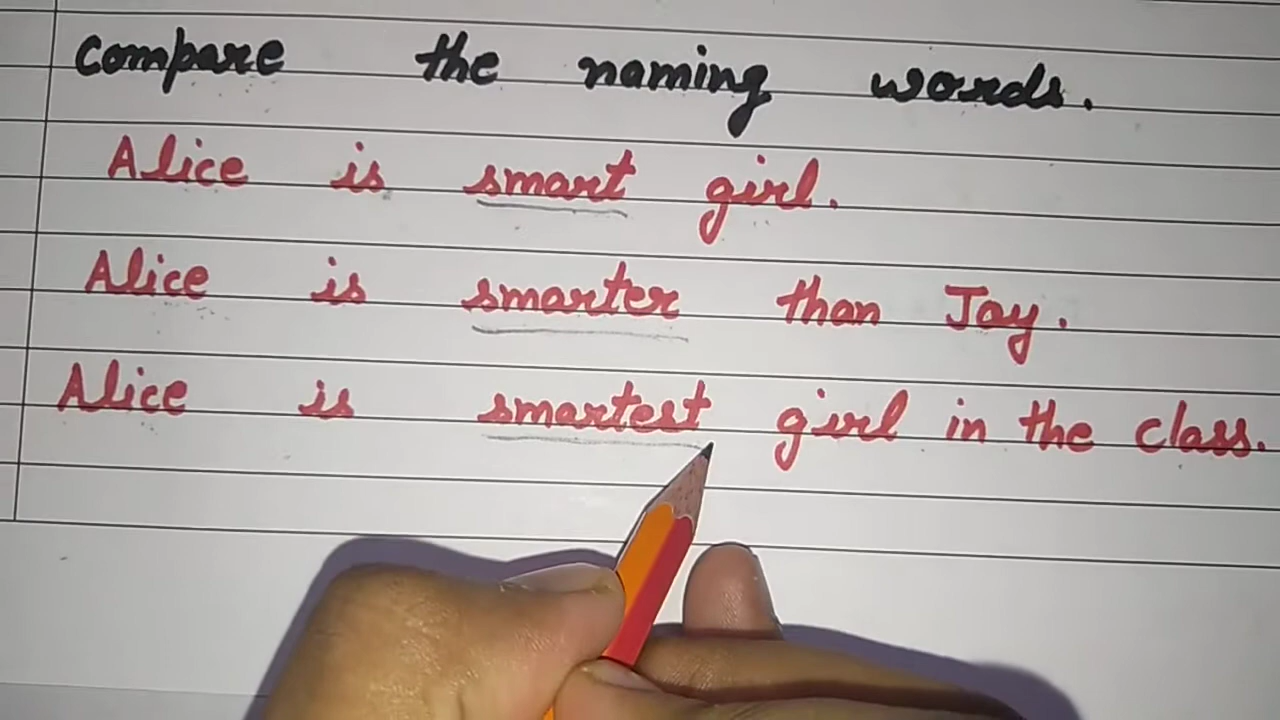 Compare the naming words.
Alice is smart girl.
Alice is smarter than Jay.
Alice is smartest girl in the class.